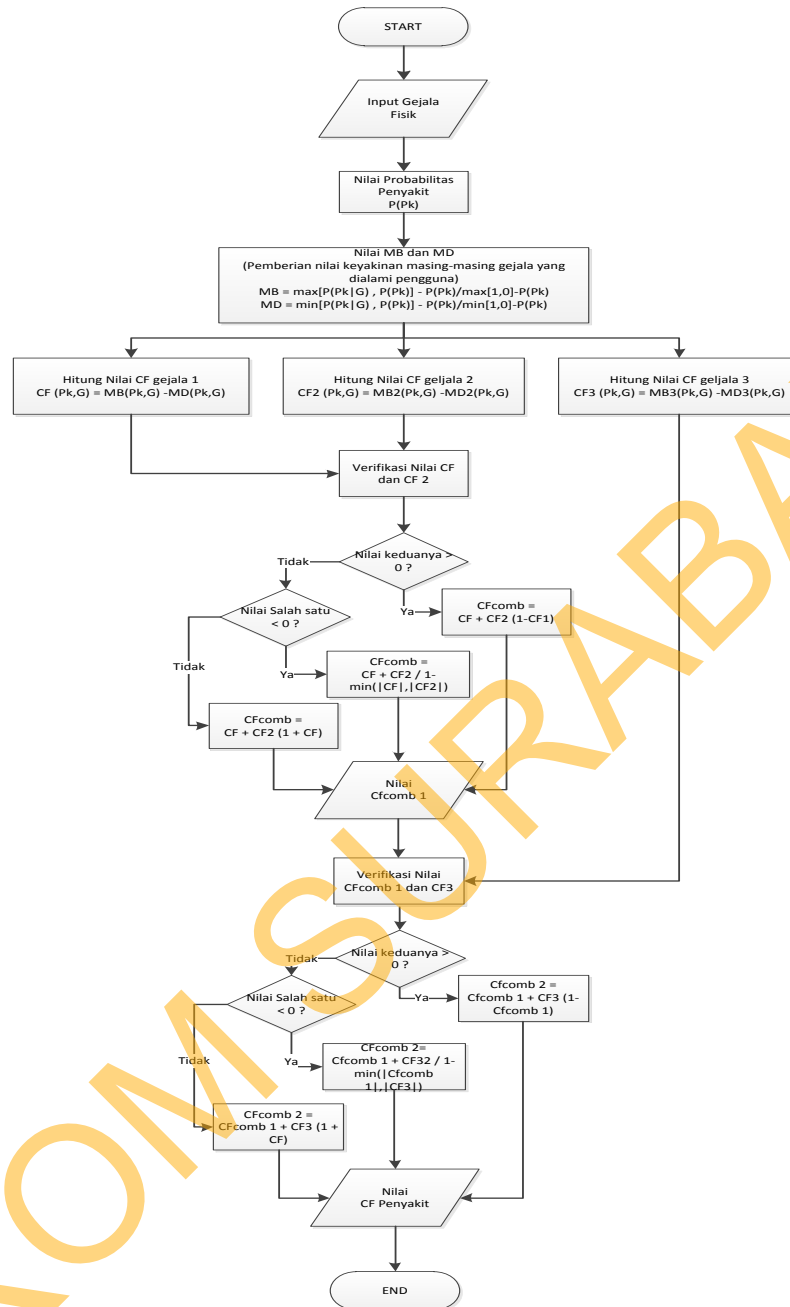 START
Input Gejala
Fisik
Nilai Probabilitas
Penyakit
P(Pk)
Nilai MB dan MD
(Pemberian nilai keyakinan masing-masing gejala yang
dialami pengguna)
MB = max[P(Pk|G) , P(Pk)] - P(Pk)/max[1,0]-P(Pk)
MD = min[P(Pk|G) , P(Pk)] - P(Pk)/min[1,0]-P(Pk)
Hitung Nilai CF gejala 1
CF (Pk,G) = MB(Pk,G) -MD(Pk,G)
Hitung Nilai CF geljala 2
CF2 (Pk,G) = MB2(Pk,G) -MD2(Pk,G)
Hitung Nilai CF geljala 3
CF3 (Pk,G) = MB3(Pk,G) -MD3(Pk,G)
Verifikasi Nilai CF
dan CF 2
Nilai keduanya >
0 ?
Tidak
Ya
Nilai Salah satu
< 0 ?
CFcomb =
CF + CF2 (1-CF1)
Tidak
Ya
CFcomb =
CF + CF2 / 1-
min(|CF|,|CF2|)
CFcomb =
CF + CF2 (1 + CF)
Nilai
Cfcomb 1
Verifikasi Nilai
CFcomb 1 dan CF3
Nilai keduanya >
0 ?
Tidak
Ya
Nilai Salah satu
< 0 ?
Cfcomb 2 =
Cfcomb 1 + CF3 (1-
Cfcomb 1)
Tidak
Ya
CFcomb 2=
Cfcomb 1 + CF32 / 1-
min(|Cfcomb
1|,|CF3|)
CFcomb 2 =
CFcomb 1 + CF3 (1 +
CF)
Nilai
CF Penyakit
END
KOM SURABA